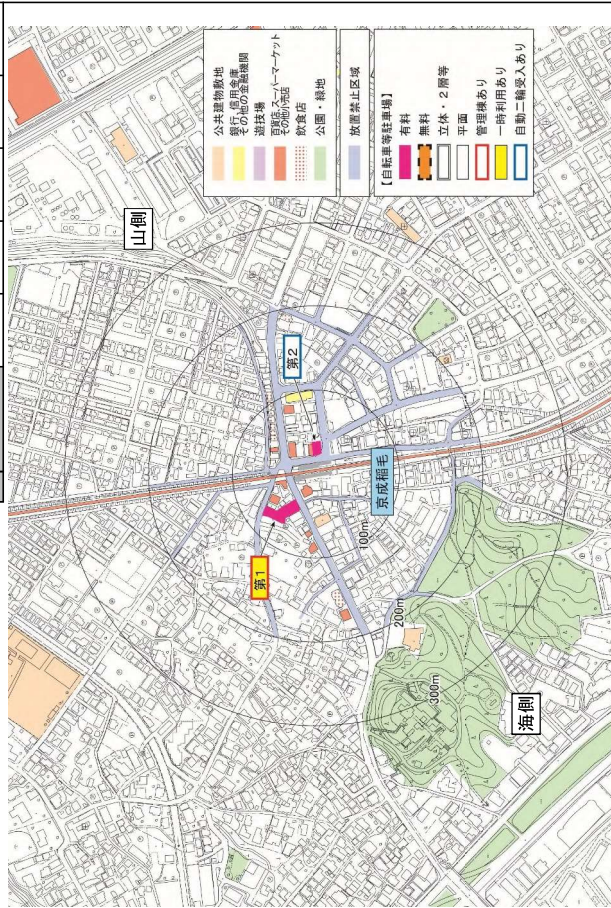 山側
公共建物敷地
銀行、信用金庫
その他の金融機関
遊技場
百貨店、スーパーマーケット
その他小売店
飲食店
公園・緑地
放置禁止区域
【自転車等駐車場】
有料
無料
立体・2層等
平面
管理棟あり
一時利用あり
自動二輪受入あり
第2
京成稲毛
第1
100m
200m
300m
海側